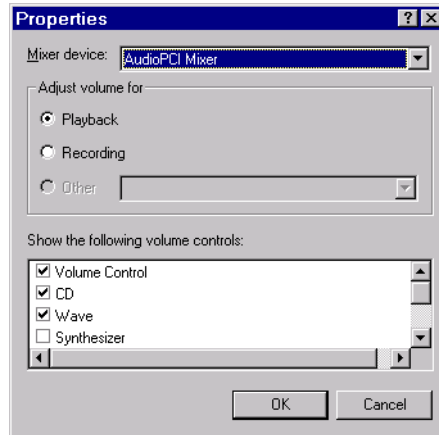 Properties
Mixer device: AudioPCI Mixer
Adjust volume for
Playback
Recording
Other
Show the following volume controls:
Volume Control
CD
Wave
Synthesizer
OK Cancel